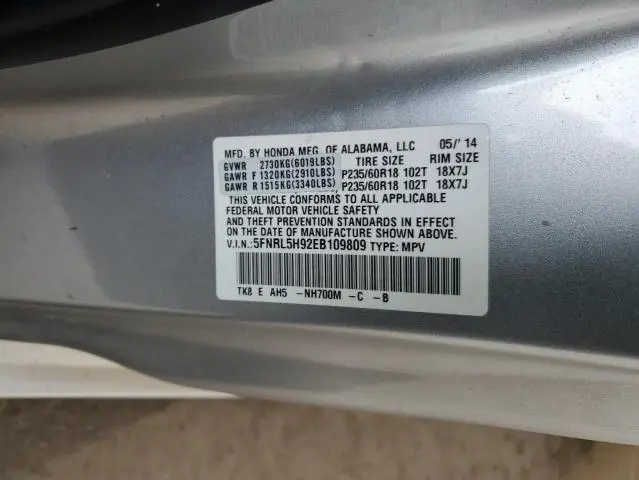 MFD. BY HONDA MFG. OF ALABAMA, LLC 05/'14
GVWR 2730KG(6019LBS) TIRE SIZE RIM SIZE
GAWR F 1320KG(2910LBS) P235/60R18 102T 18X7J
GAWR R 1515KG(3340LBS) P235/60R18 102T 18X7J
THIS VEHICLE CONFORMS TO ALL APPLICABLE
FEDERAL MOTOR VEHICLE SAFETY
AND THEFT PREVENTION STANDARDS IN EFFECT
ON THE DATE OF MANUFACTURE SHOWN ABOVE.
V.I.N.:5FNRL5H92EB109809 TYPE: MPV
TK8 E AH5 -NH700M -C -B